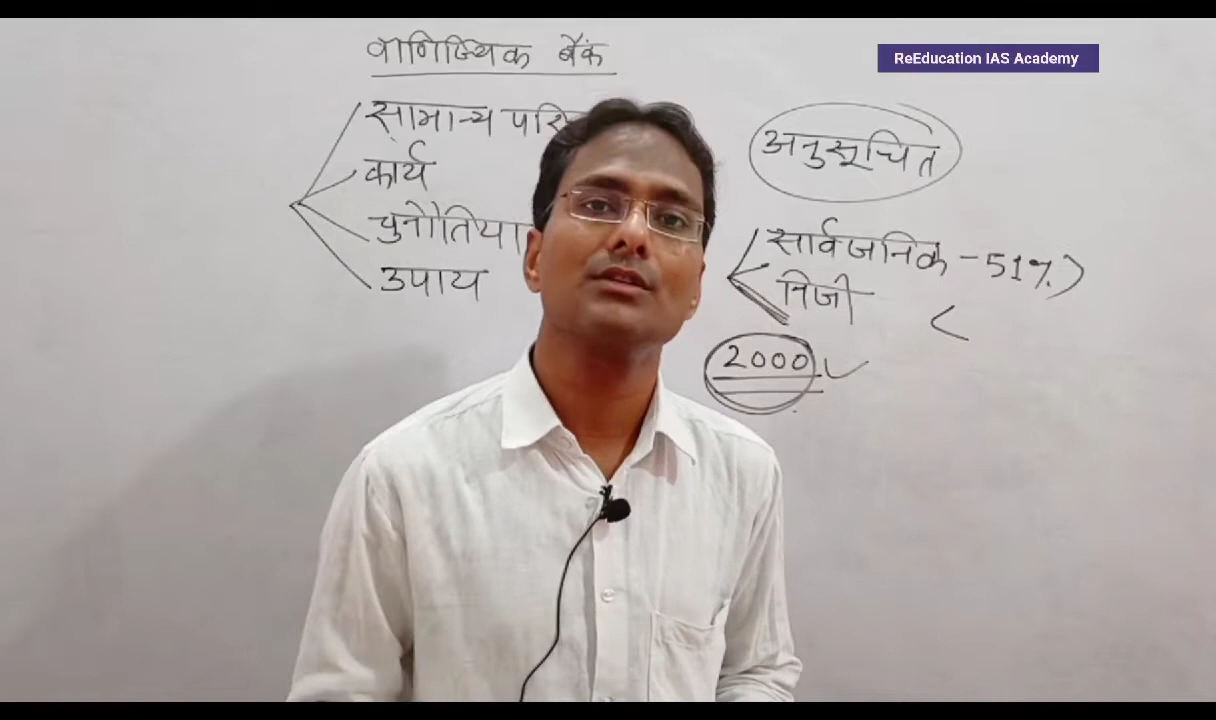 वाणिज्यिक बैंक
ReEducation IAS Academy
सामान्य
कार्य
चुनौतिया
उपाय
अनुसूचित
सार्वजनिक - 51%)
निजी <
2000 ✓